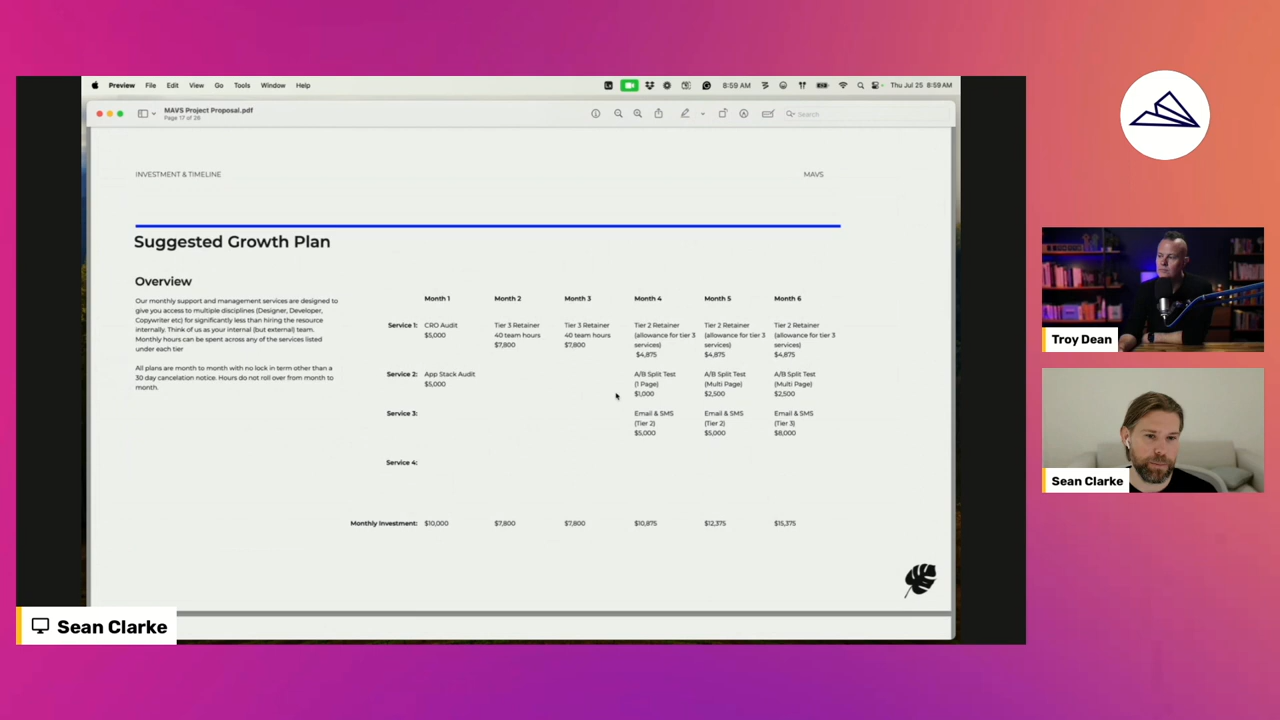 Preview File Edit View Go Tools Window Help
8:59 AM Thu Jul 25 8:59 AM
MAVS Project Proposal.pdf
Page 17 of 26
Search
INVESTMENT & TIMELINE MAVS
Suggested Growth Plan
Overview
Our monthly support and management services are designed to
give you access to multiple disciplines (Designer, Developer,
Copywriter etc) for significantly less than hiring the resource
internally. Think of us as your internal (but external) team.
Monthly hours can be spent across any of the services listed
under each tier
All plans are month to month with no lock in term other than a
30 day cancelation notice. Hours do not roll over from month to
month.
Month 1 Month 2 Month 3 Month 4 Month 5 Month 6
Service 1: CRO Audit Tier 3 Retainer Tier 3 Retainer Tier 2 Retainer Tier 2 Retainer Tier 2 Retainer
$5,000 40 team hours 40 team hours (allowance for tier 3 (allowance for tier 3 (allowance for tier 3
$7,800 $7,800 services) services) services)
$4,875 $4,875 $4,875
Service 2: App Stack Audit A/B Split Test A/B Split Test A/B Split Test
$5,000 (1 Page) (Multi Page) (Multi Page)
$1,000 $2,500 $2,500
Service 3: Email & SMS Email & SMS Email & SMS
(Tier 2) (Tier 2) (Tier 3)
$5,000 $5,000 $8,000
Service 4:
Monthly Investment: $10,000 $7,800 $7,800 $10,875 $12,375 $15,375
Troy Dean
Sean Clarke
Sean Clarke